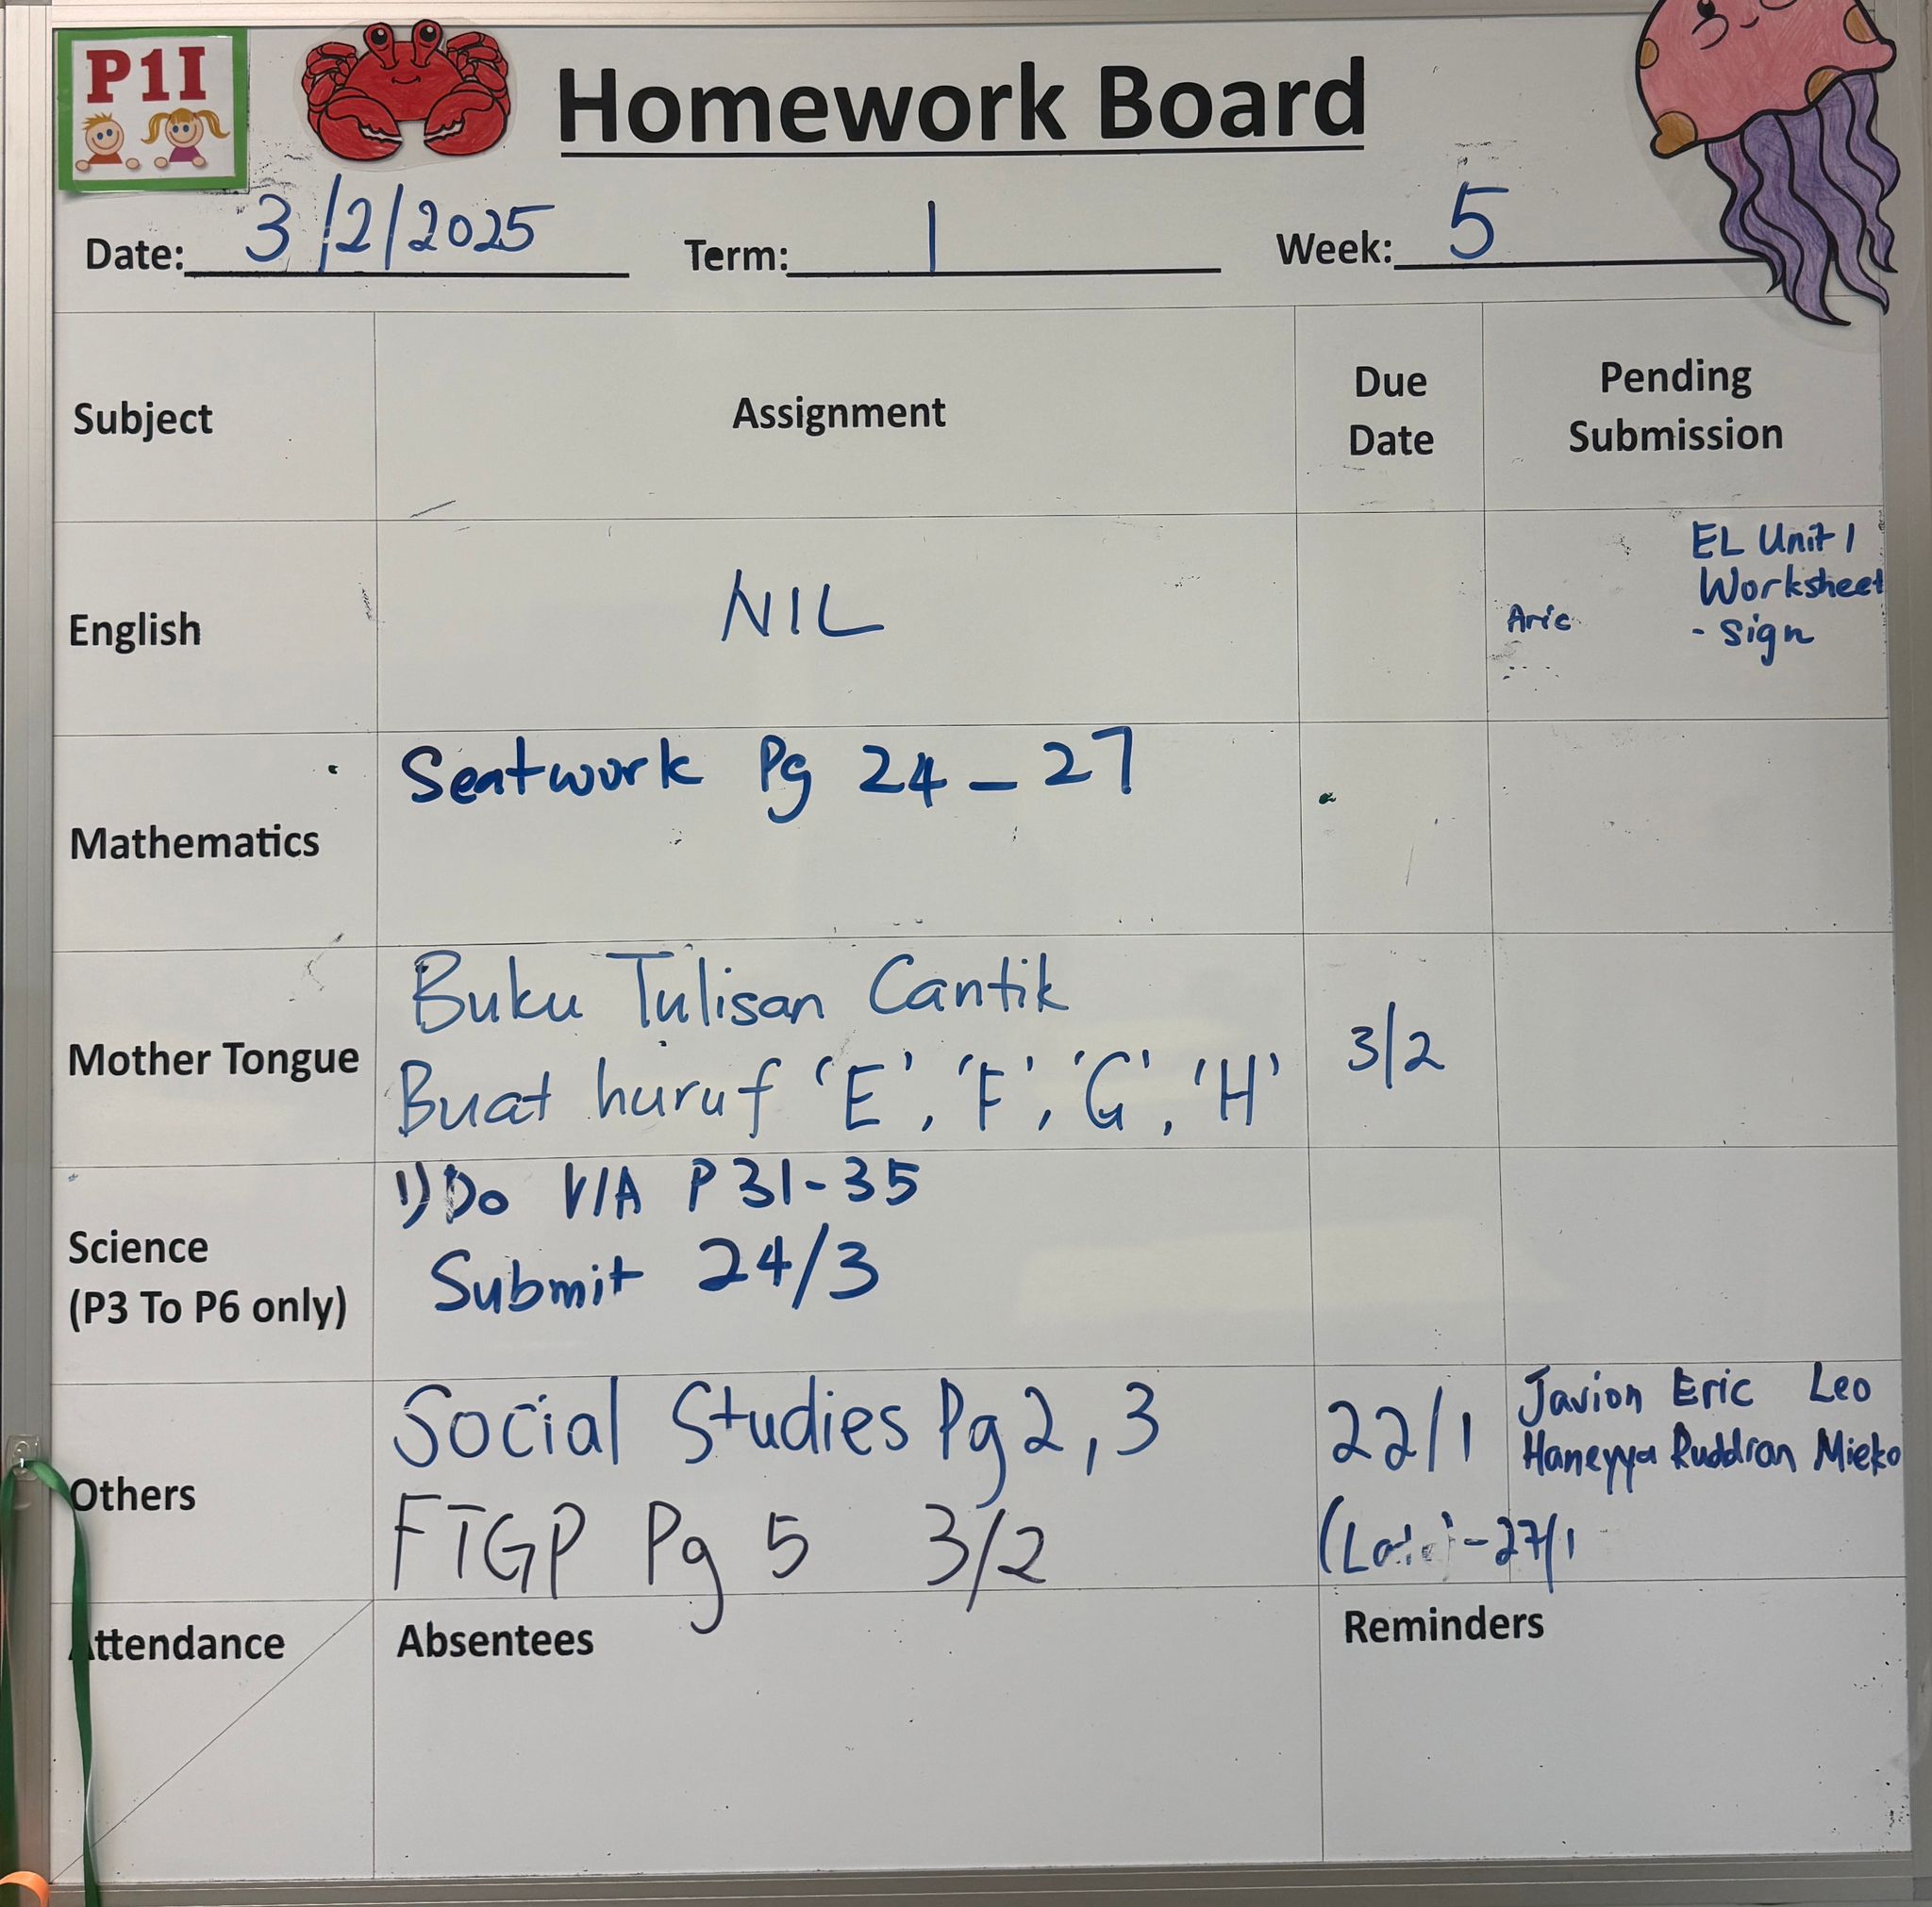 P1I
Homework Board
Date: 3/2/2025 Term: 1 Week: 5
Subject Assignment Due Date Pending Submission
English NIL Aric EL Unit 1
Worksheet
- sign
Mathematics Seatwork Pg 24 - 27
Mother Tongue Buku Tulisan Cantik
Buat huruf 'E', 'F', 'G', 'H' 3/2
Science
(P3 To P6 only)
1) Do P 31-35
Submit 24/3
Others
Social Studies Pg 2, 3 22/1 Javion Eric Leo
Haneyya Ruddran Mieko
FTGP Pg 5 3/2 - 27/1
Attendance Absentees Reminders